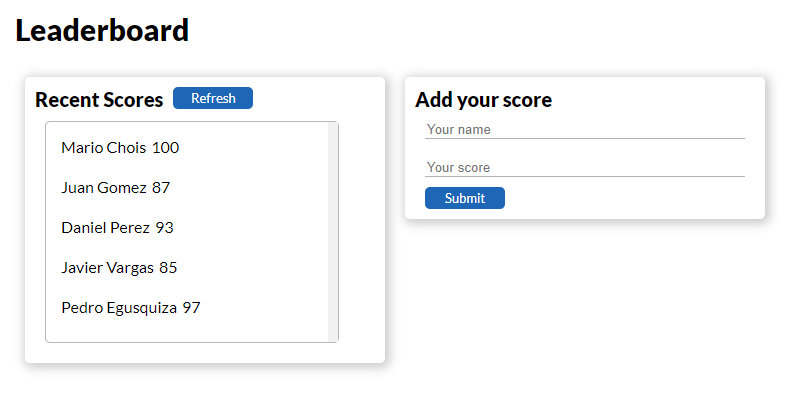 Leaderboard
Recent Scores Refresh
Mario Chois 100
Juan Gomez 87
Daniel Perez 93
Javier Vargas 85
Pedro Egusquiza 97
Add your score
Your name
Your score
Submit